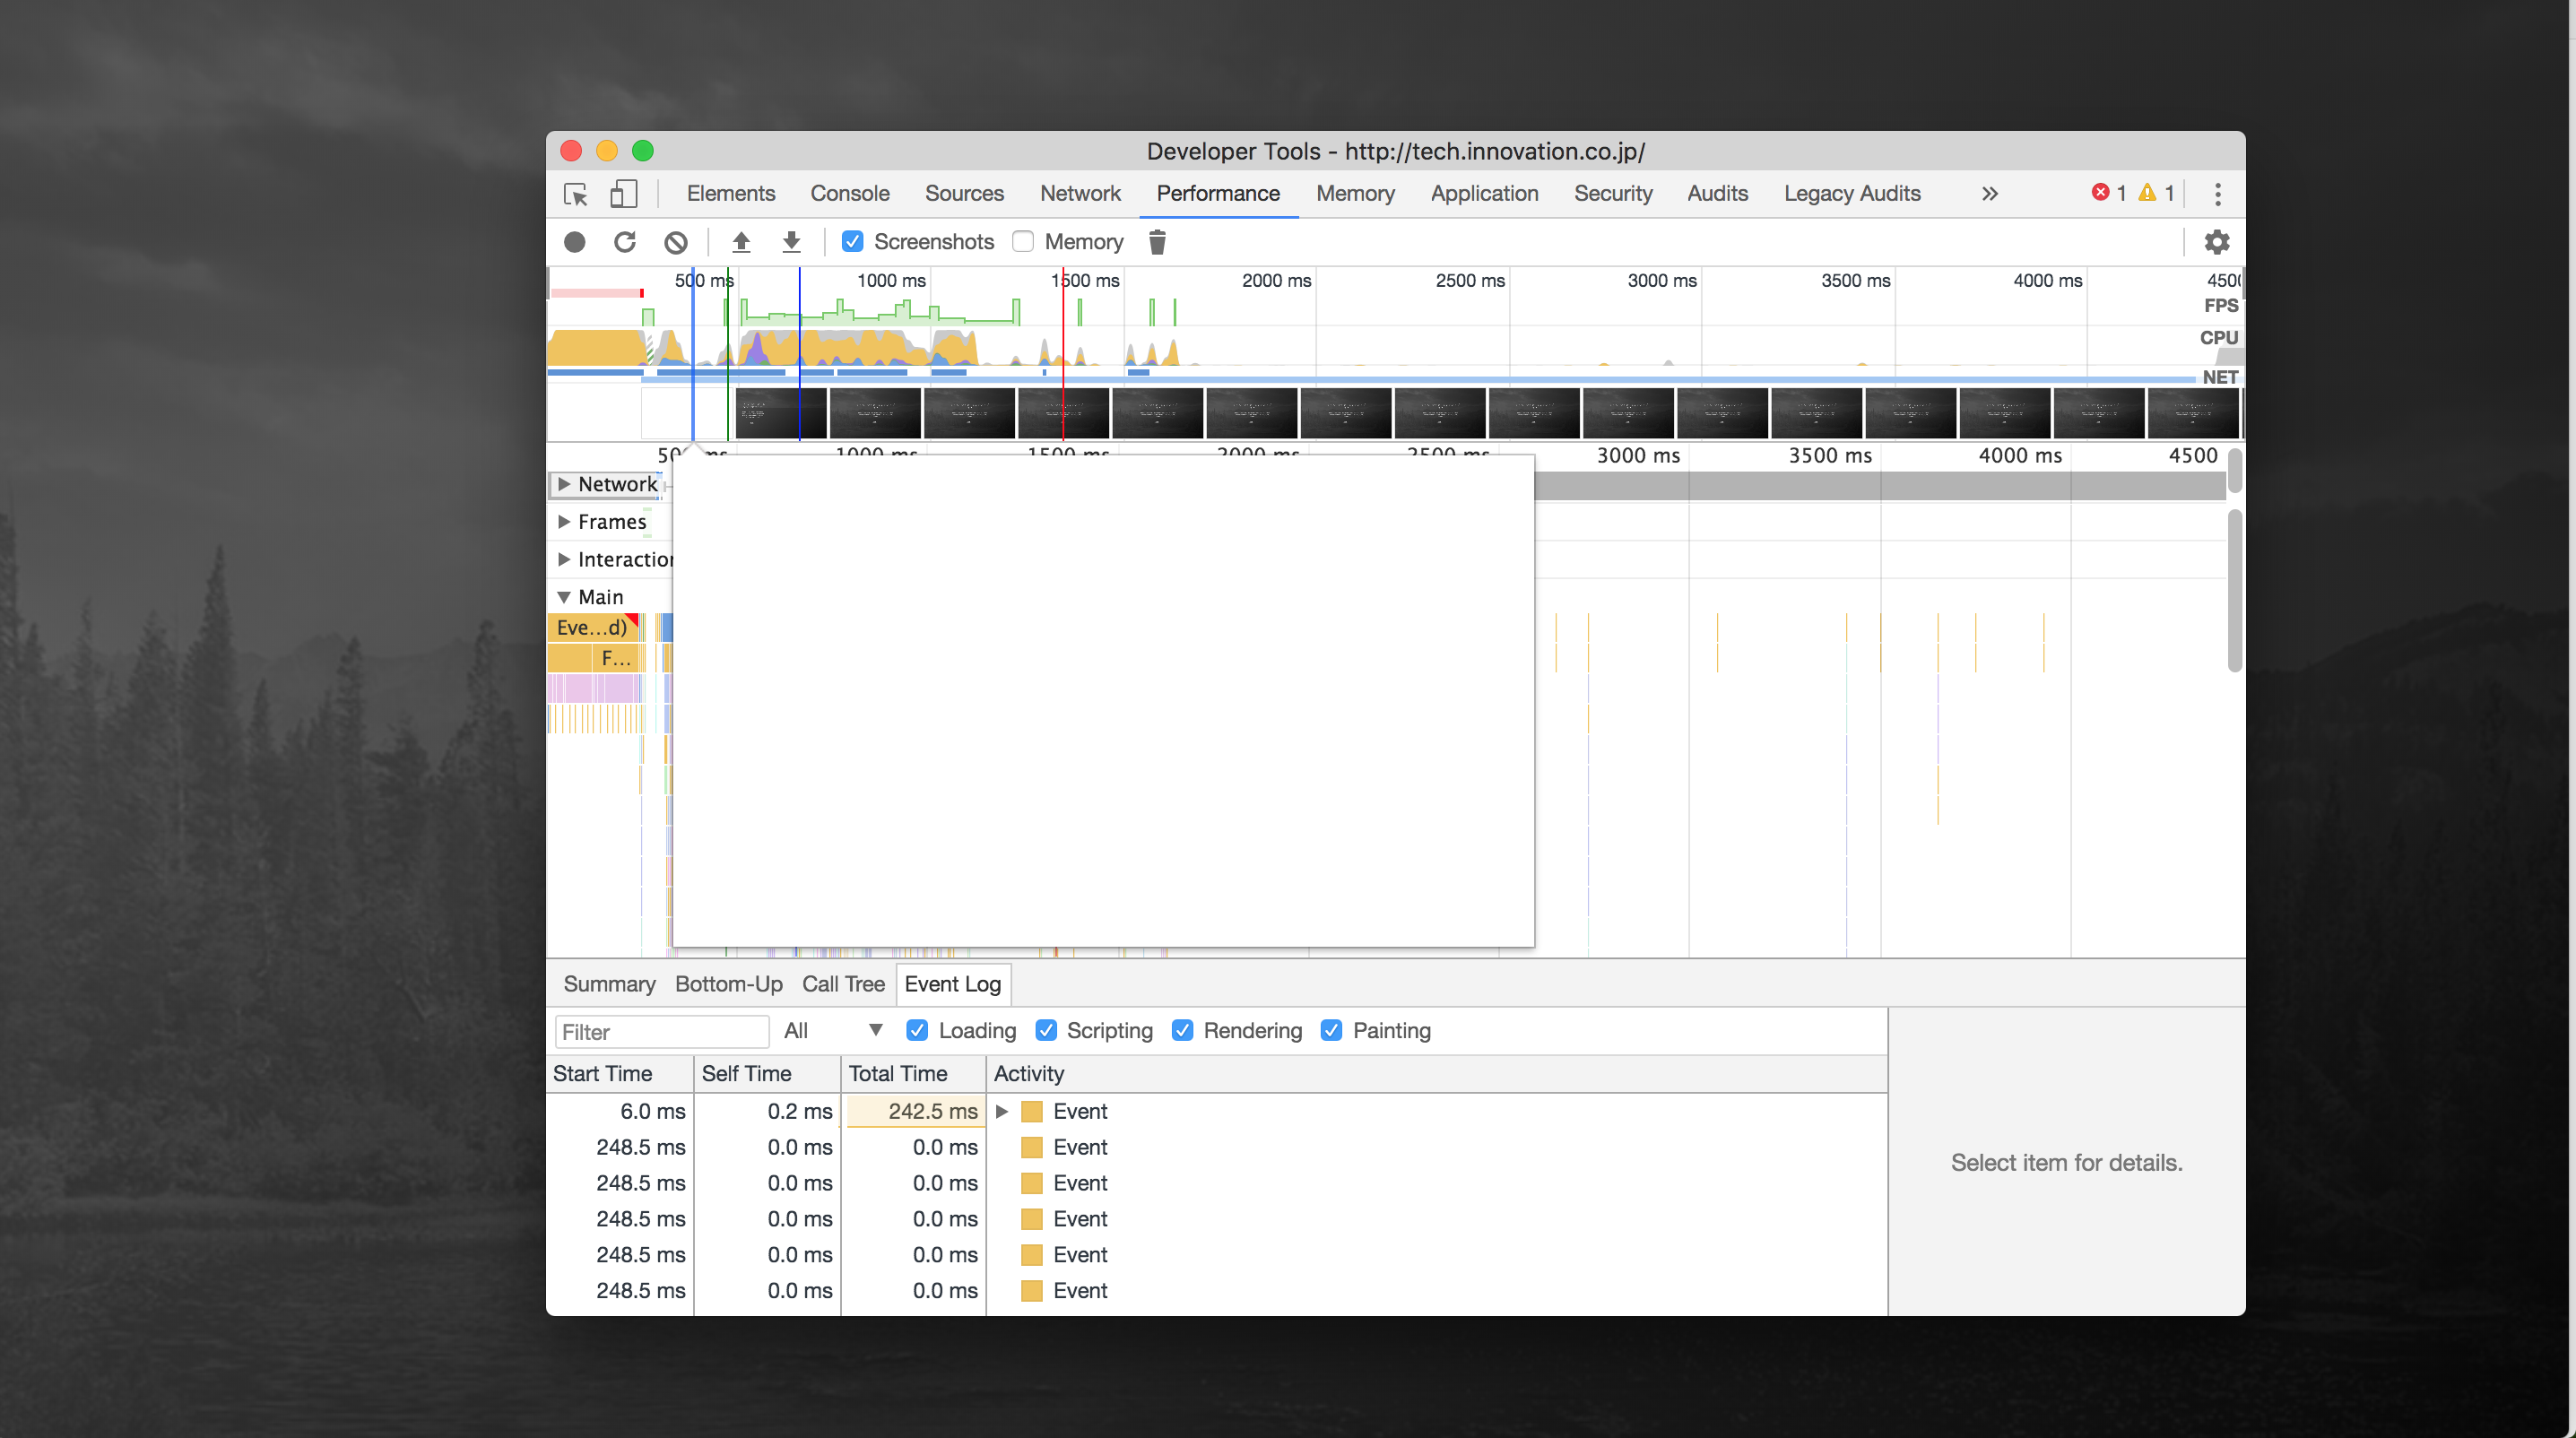 Developer Tools - http://tech.innovation.co.jp/
Elements Console Sources Network Performance Memory Application Security Audits Legacy Audits » 1 1
Screenshots Memory
500 ms 1000 ms 1500 ms 2000 ms 2500 ms 3000 ms 3500 ms 4000 ms 450
FPS
CPU
NET
500 ms 1000 ms 1500 ms 2000 ms 2500 ms 3000 ms 3500 ms 4000 ms 4500
Network
Frames
Interactio
Main
Eve...d)
F...
Summary Bottom-Up Call Tree Event Log
Filter All Loading Scripting Rendering Painting
Start Time Self Time Total Time Activity
6.0 ms 0.2 ms 242.5 ms Event
248.5 ms 0.0 ms 0.0 ms Event
248.5 ms 0.0 ms 0.0 ms Event
248.5 ms 0.0 ms 0.0 ms Event
248.5 ms 0.0 ms 0.0 ms Event
248.5 ms 0.0 ms 0.0 ms Event
Select item for details.